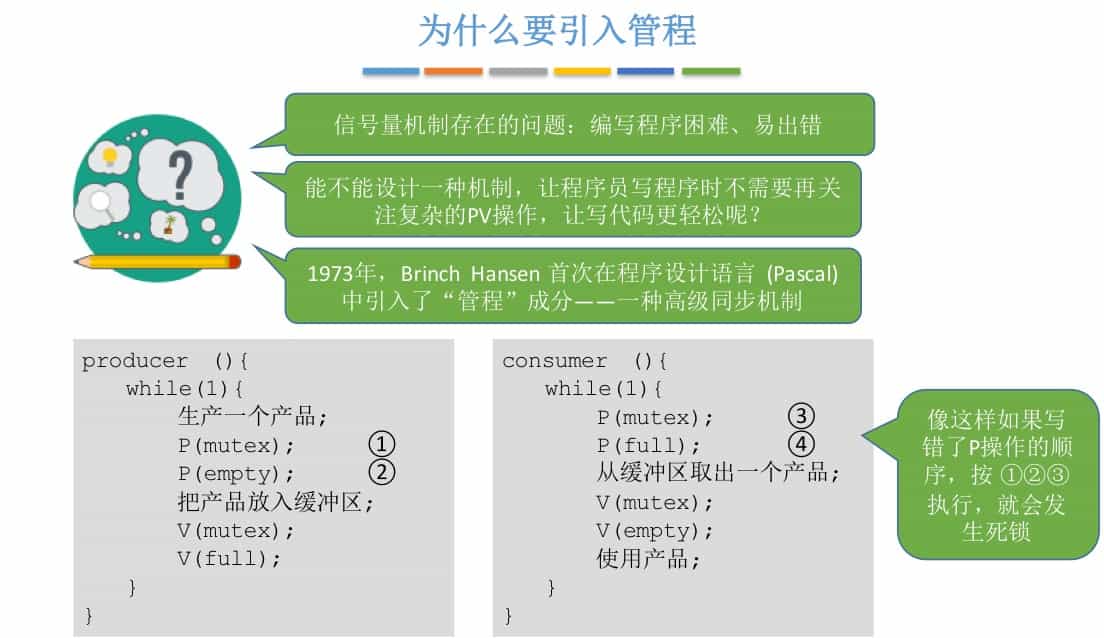 为什么要引入管程
?
信号量机制存在的问题：编写程序困难、易出错
能不能设计一种机制，让程序员写程序时不需要再关
注复杂的PV操作，让写代码更轻松呢？
1973年，Brinch Hansen 首次在程序设计语言 (Pascal)
中引入了“管程”成分——一种高级同步机制
producer (){
while(1){
生产一个产品;
P(mutex); ①
P(empty); ②
把产品放入缓冲区;
V(mutex);
V(full);
}
}
consumer (){
while(1){
P(mutex); ③
P(full); ④
从缓冲区取出一个产品;
V(mutex);
V(empty);
使用产品;
}
}
像这样如果写
错了P操作的顺
序，按 ①②③
执行，就会发
生死锁